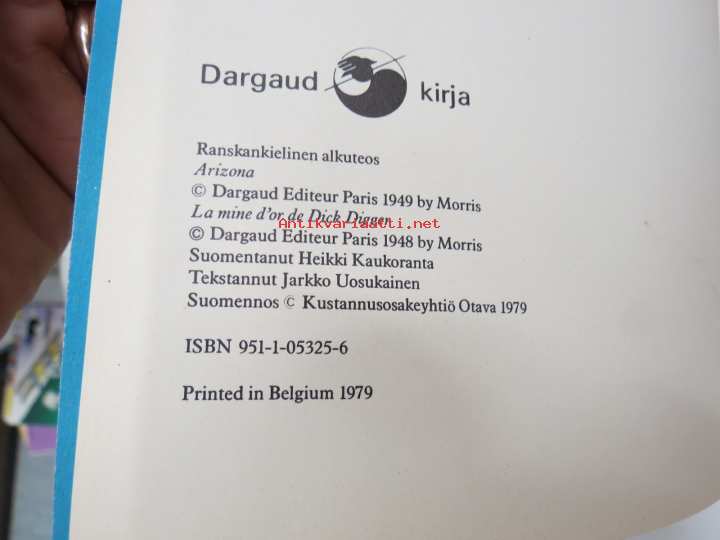 Dargaud kirja
Ranskankielinen alkuteos
Arizona
© Dargaud Editeur Paris 1949 by Morris
La mine d'or de Dick Digger
Antikvariaatti.net
© Dargaud Editeur Paris 1948 by Morris
Suomentanut Heikki Kaukoranta
Tekstannut Jarkko Uosukainen
Suomennos © Kustannusosakeyhtiö Otava 1979
ISBN 951-1-05325-6
Printed in Belgium 1979